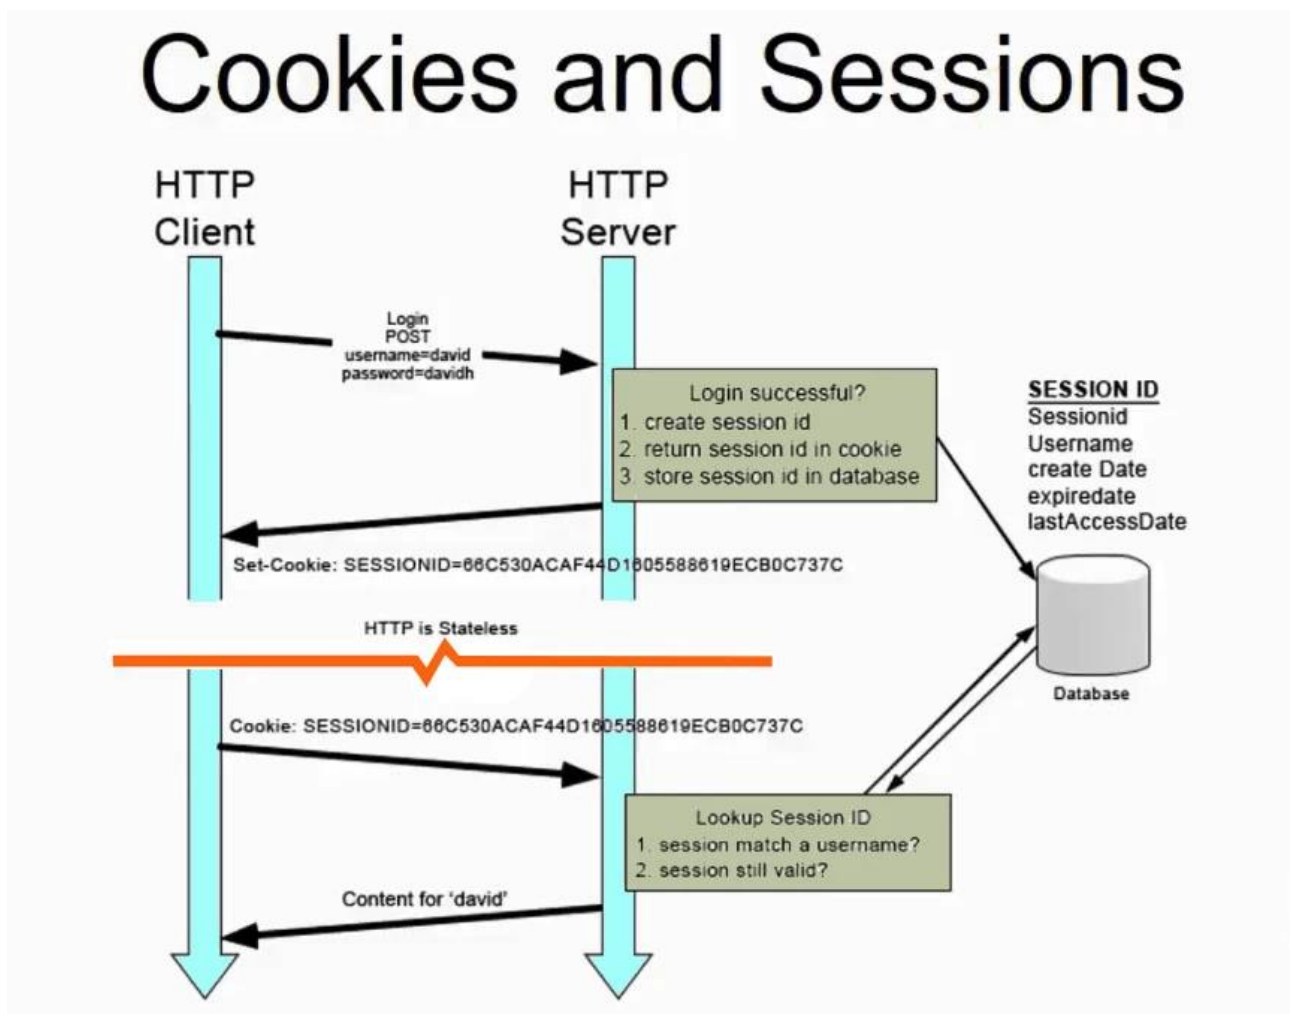 Cookies and Sessions
HTTP
Client
HTTP
Server
Login
POST
username=david
password=davidh
Login successful?
1. create session id
2. return session id in cookie
3. store session id in database
SESSION ID
Sessionid
Username
create Date
expiredate
lastAccessDate
Set-Cookie: SESSIONID=66C530ACAF44D1605588619ECB0C737C
HTTP is Stateless
Database
Cookie: SESSIONID=66C530ACAF44D1605588619ECB0C737C
Lookup Session ID
1. session match a username?
2. session still valid?
Content for 'david'